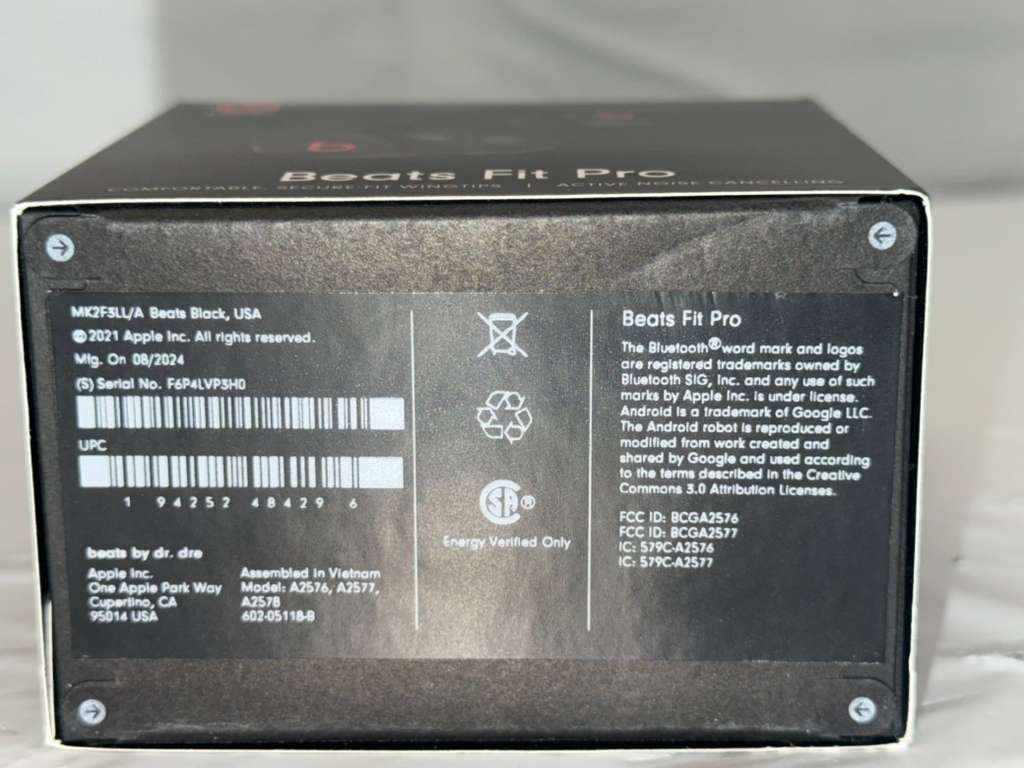 Beats Fit Pro
COMFORTABLE, SECURE-FIT WINGTIPS | ACTIVE NOISE CANCELLING
MK2F3LL/A Beats Black, USA
©2021 Apple Inc. All rights reserved.
Mfg. On 08/2024
(S) Serial No. F6P4LVP3H0
UPC
1 94252 48429 6
beats by dr. dre
Apple Inc.
One Apple Park Way
Cupertino, CA
95014 USA
Assembled in Vietnam
Model: A2576, A2577,
A2578
602-05118-B
CSA®
Energy Verified Only
Beats Fit Pro
The Bluetooth® word mark and logos
are registered trademarks owned by
Bluetooth SIG, Inc. and any use of such
marks by Apple Inc. is under license.
Android is a trademark of Google LLC.
The Android robot is reproduced or
modified from work created and
shared by Google and used according
to the terms described in the Creative
Commons 3.0 Attribution Licenses.
FCC ID: BCGA2576
FCC ID: BCGA2577
IC: 579C-A2576
IC: 579C-A2577